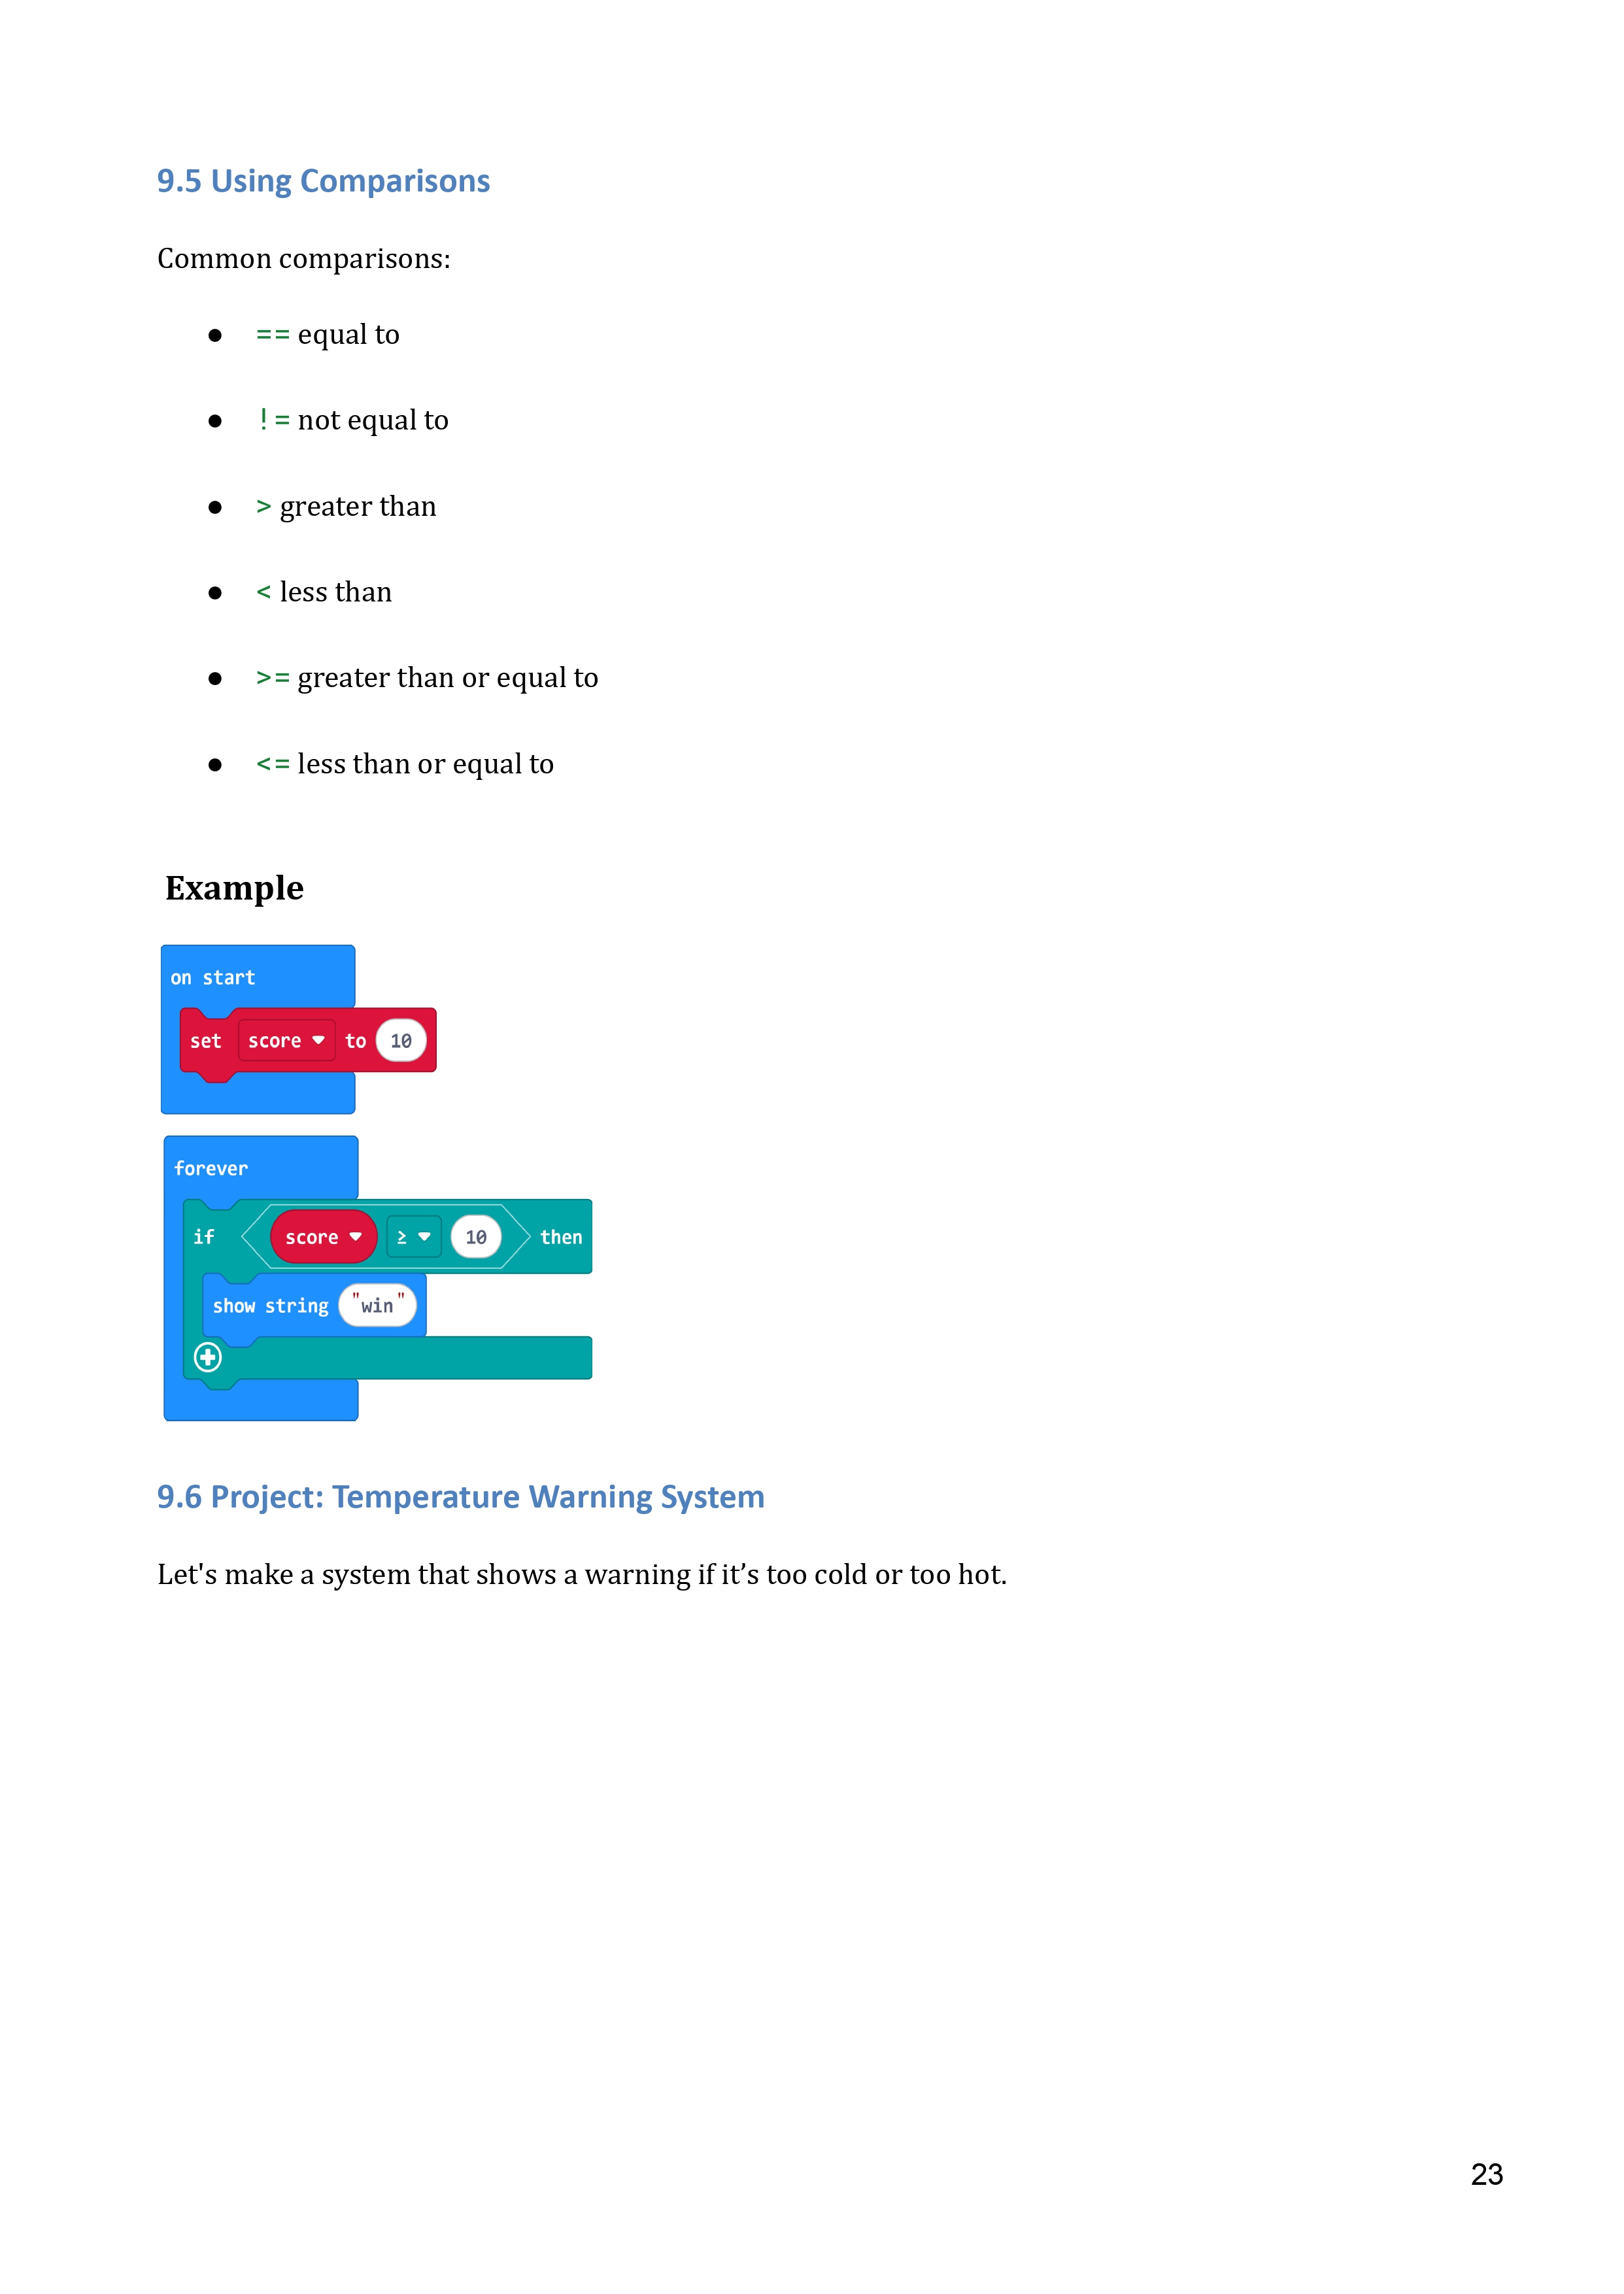 9.5 Using Comparisons
Common comparisons:
● == equal to
● != not equal to
● > greater than
● < less than
● >= greater than or equal to
● <= less than or equal to
Example
on start
set score to 10
forever
if score ≥ 10 then
show string "win"
9.6 Project: Temperature Warning System
Let's make a system that shows a warning if it’s too cold or too hot.
23